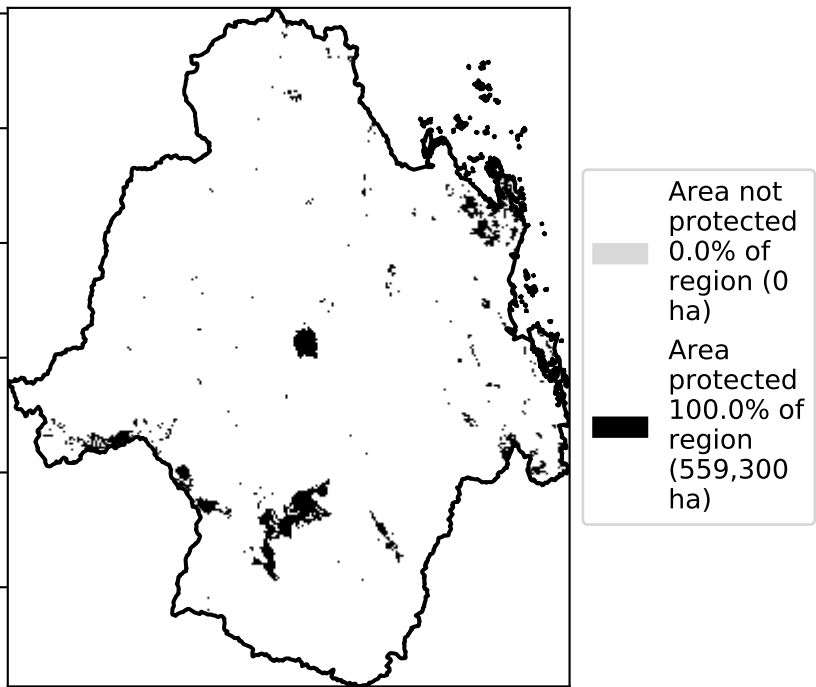 Area not
protected
0.0% of
region (0
ha)
Area
protected
100.0% of
region
(559,300
ha)